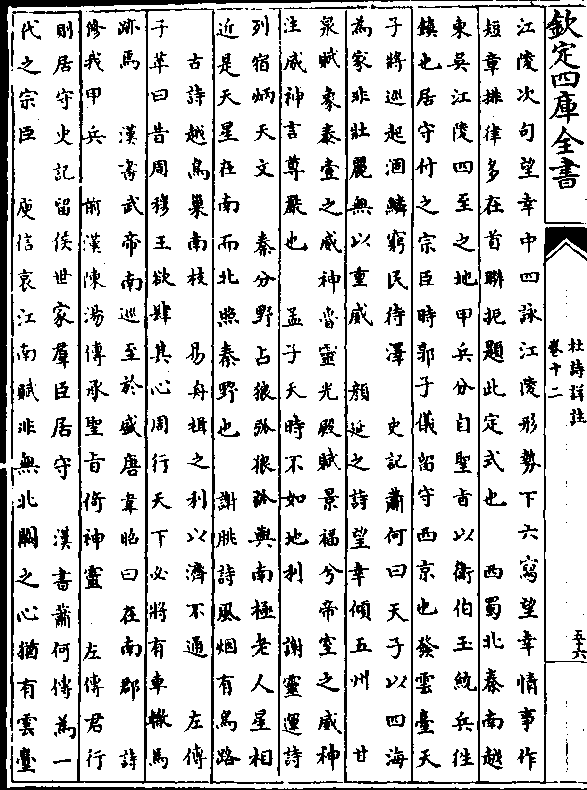 欽定四庫全書
杜詩詳註
卷十二
五十六
江陵次句望幸中四詠江陵形勢下六寫望幸情事作
短章排律多在首聯扼題此定式也　西蜀北秦南越
東吳江陵四至之地甲兵分自聖旨以衛伯玉統兵往
鎮也居守付之宗臣時郭子儀留守西京也發雲臺天
子將巡起涸鱗窮民待澤　史記蕭何曰天子以四海
為家非壯麗無以重威　顏延之詩望幸傾五州　甘
泉賦象泰壹之威神魯靈光殿賦景福兮帝室之威神
注威神言尊嚴也　孟子天時不如地利　謝靈運詩
列宿炳天文　秦分野占狼弧狼弧與南極老人星相
近是天星在南而北照秦野也　謝朓詩風烟有鳥路
古詩越鳥巢南枝　易舟楫之利以濟不通　左傳
子革曰昔周穆王欲肆其心周行天下必將有車轍馬
跡焉　漢書武帝南巡至於盛唐韋昭曰在南郡　詩
修我甲兵　前漢陳湯傳承聖旨倚神靈　左傳君行
則居守史記留侯世家羣臣居守　漢書蕭何傳為一
代之宗臣　庾信哀江南賦非無北闕之心猶有雲臺